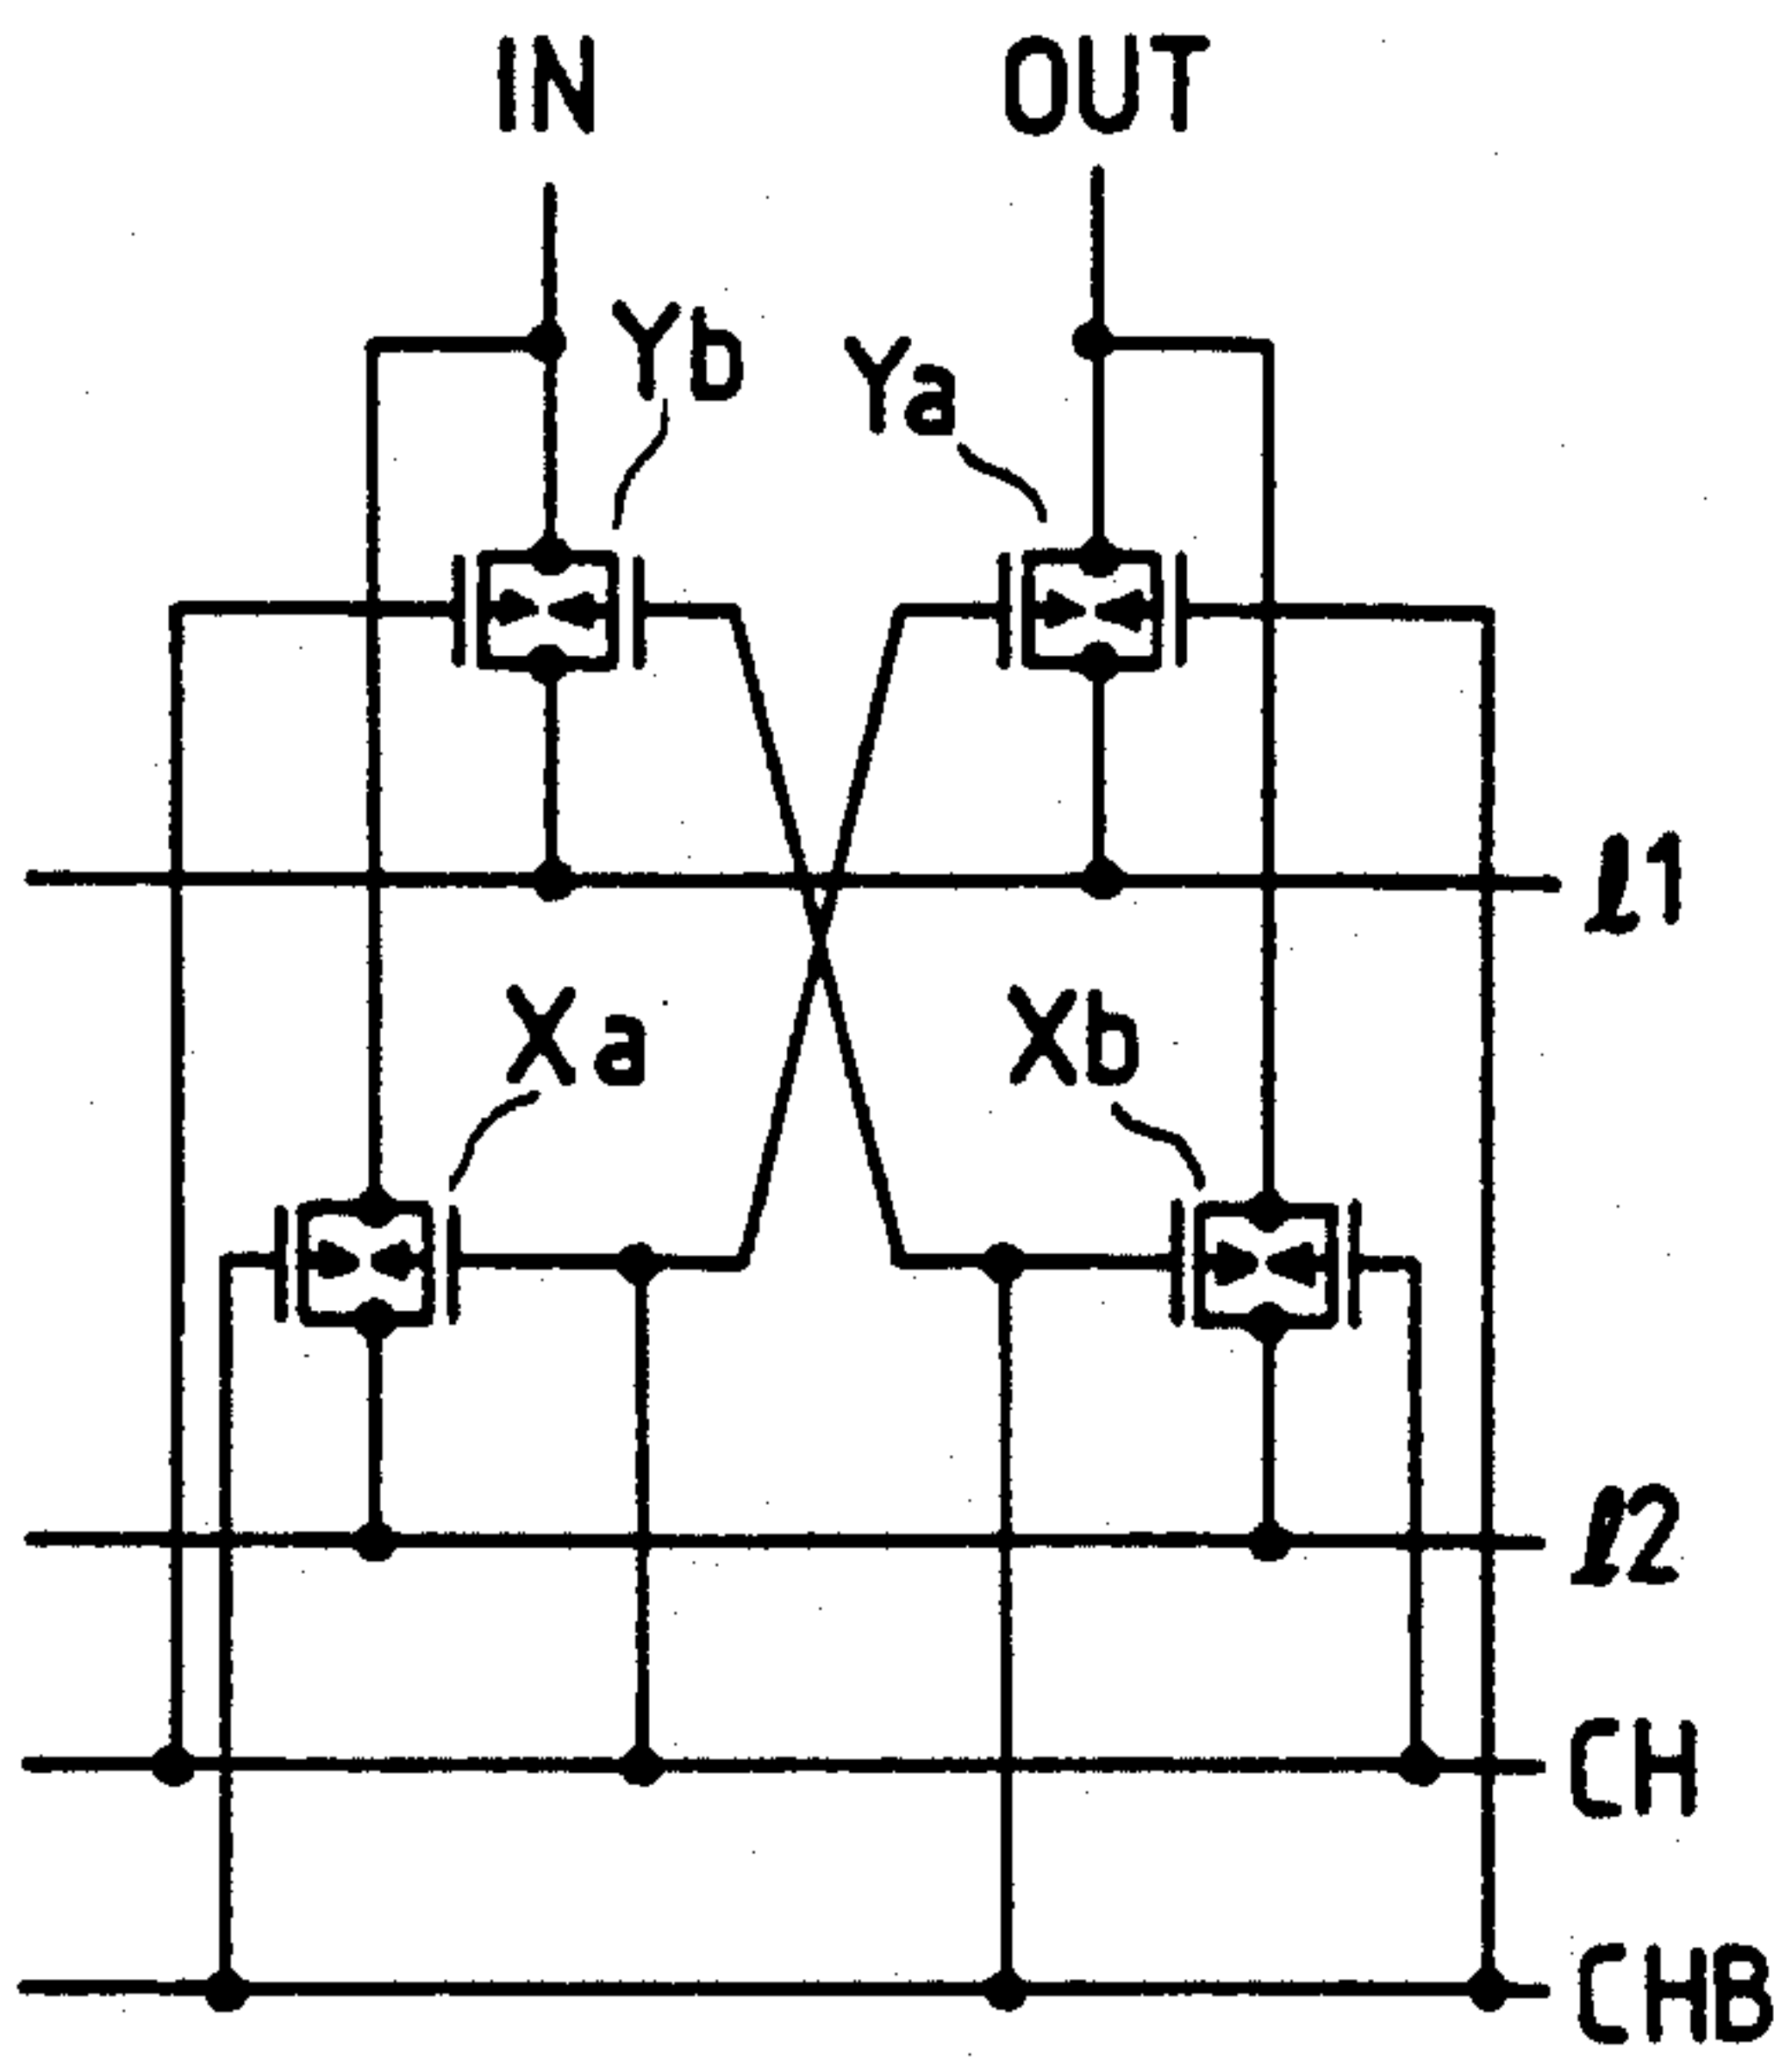 IN OUT
Yb
Ya
ℓ1
Xa Xb
ℓ2
CH
CHB